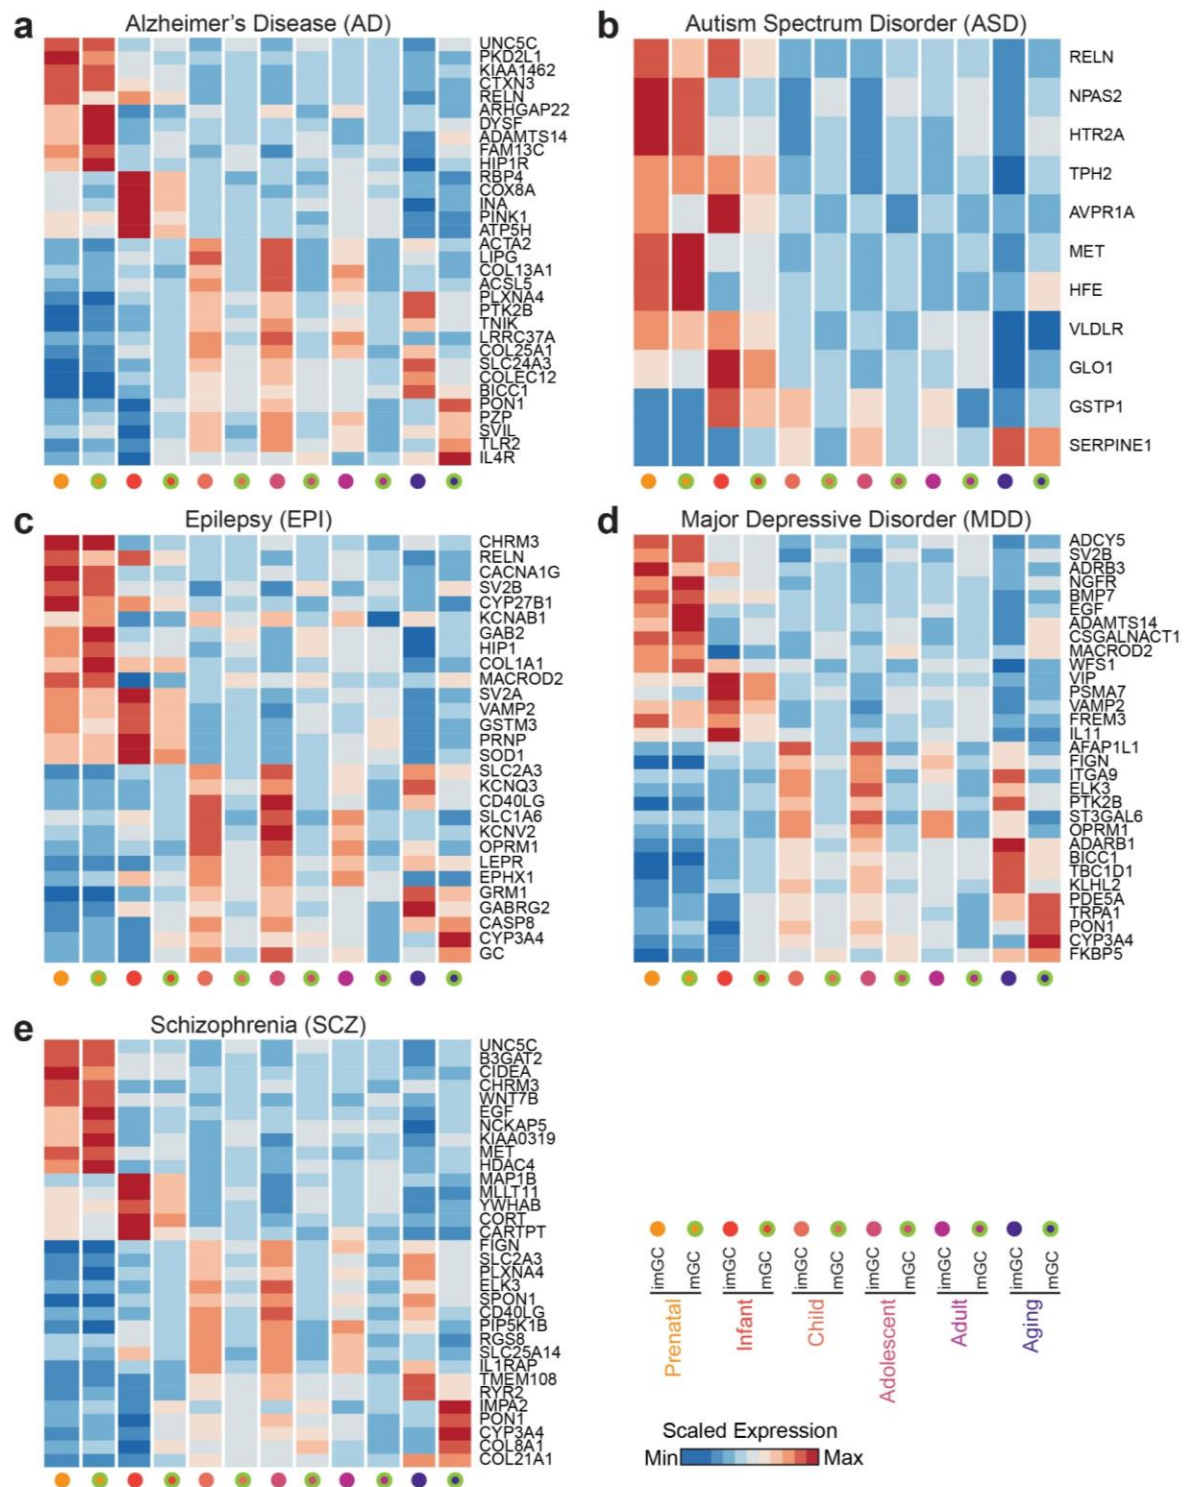 a
Alzheimer's Disease (AD)
UNC5C
PKD2L1
KIAA1462
CTXN3
RELN
ARHGAP22
DYSF
ADAMTS14
FAM13C
HIP1R
RBP4
COX8A
INA
PINK1
ATP5H
ACTA2
LIPG
COL13A1
ACSL5
PLXNA4
PTK2B
TNIK
LRRC37A
COL25A1
SLC24A3
COLEC12
BICC1
PON1
PZP
SVIL
TLR2
IL4R
b
Autism Spectrum Disorder (ASD)
RELN
NPAS2
HTR2A
TPH2
AVPR1A
MET
HFE
VLDLR
GLO1
GSTP1
SERPINE1
c
Epilepsy (EPI)
CHRM3
RELN
CACNA1G
SV2B
CYP27B1
KCNAB1
GAB2
HIP1
COL1A1
MACROD2
SV2A
VAMP2
GSTM3
PRNP
SOD1
SLC2A3
KCNQ3
CD40LG
SLC1A6
KCNV2
OPRM1
LEPR
EPHX1
GRM1
GABRG2
CASP8
CYP3A4
GC
d
Major Depressive Disorder (MDD)
ADCY5
SV2B
ADRB3
NGFR
BMP7
EGF
ADAMTS14
CSGALNACT1
MACROD2
WFS1
VIP
PSMA7
VAMP2
FREM3
IL11
AFAP1L1
FIGN
ITGA9
ELK3
PTK2B
ST3GAL6
OPRM1
ADARB1
BICC1
TBC1D1
KLHL2
PDE5A
TRPA1
PON1
CYP3A4
FKBP5
e
Schizophrenia (SCZ)
UNC5C
B3GAT2
CIDEA
CHRM3
WNT7B
EGF
NCKAP5
KIAA0319
MET
HDAC4
MAP1B
MLLT11
YWHAB
CORT
CARTPT
FIGN
SLC2A3
PLXNA4
ELK3
SPON1
CD40LG
PIP5K1B
RGS8
SLC25A14
IL1RAP
TMEM108
RYR2
IMPA2
PON1
CYP3A4
COL8A1
COL21A1
imGC mGC imGC mGC imGC mGC imGC mGC imGC mGC imGC mGC
Prenatal Infant Child Adolescent Adult Aging
Scaled Expression
Min Max